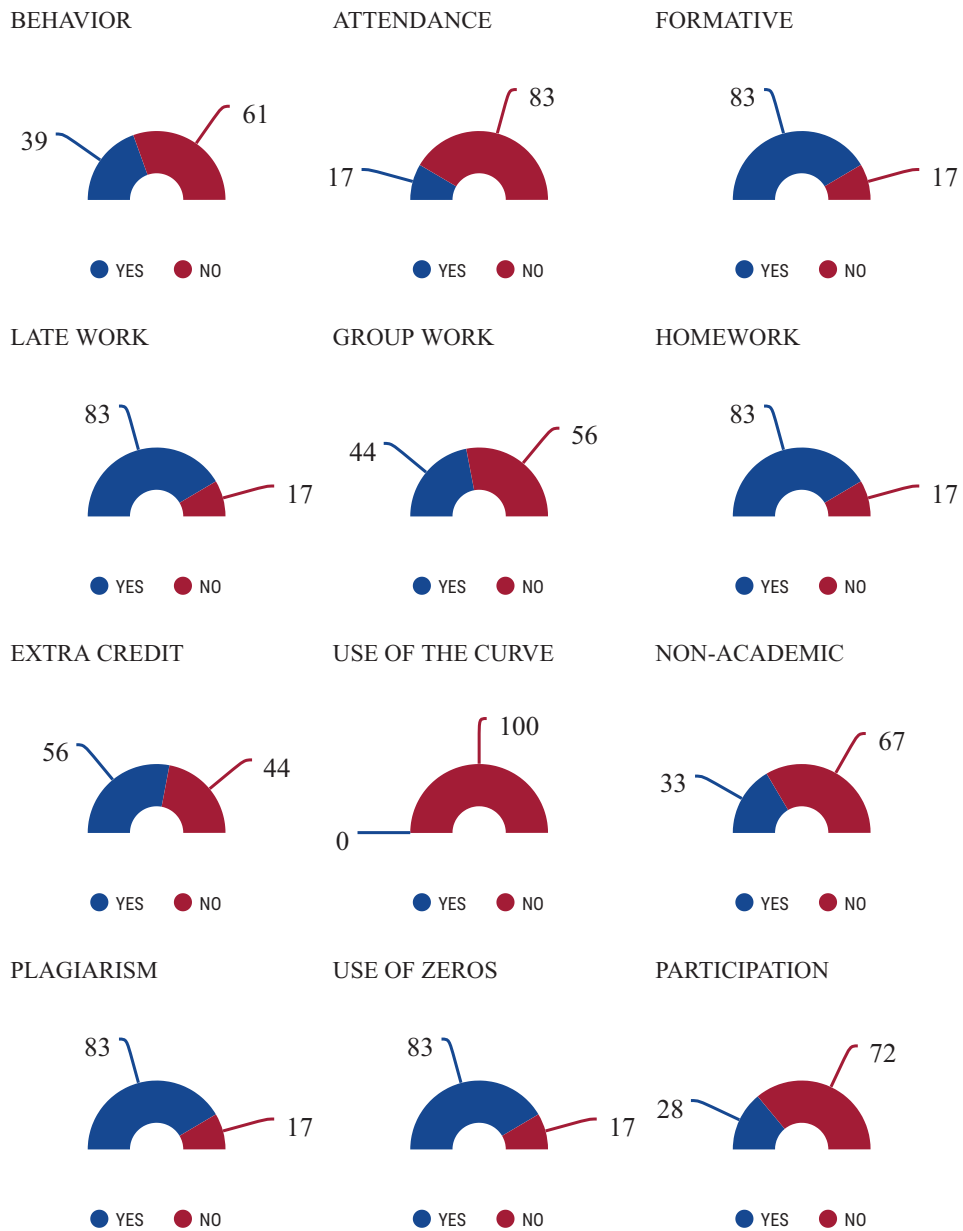 BEHAVIOR
39
61
YES NO
ATTENDANCE
17
83
YES NO
FORMATIVE
83
17
YES NO
LATE WORK
83
17
YES NO
GROUP WORK
44
56
YES NO
HOMEWORK
83
17
YES NO
EXTRA CREDIT
56
44
YES NO
USE OF THE CURVE
100
0
YES NO
NON-ACADEMIC
33
67
YES NO
PLAGIARISM
83
17
YES NO
USE OF ZEROS
83
17
YES NO
PARTICIPATION
28
72
YES NO